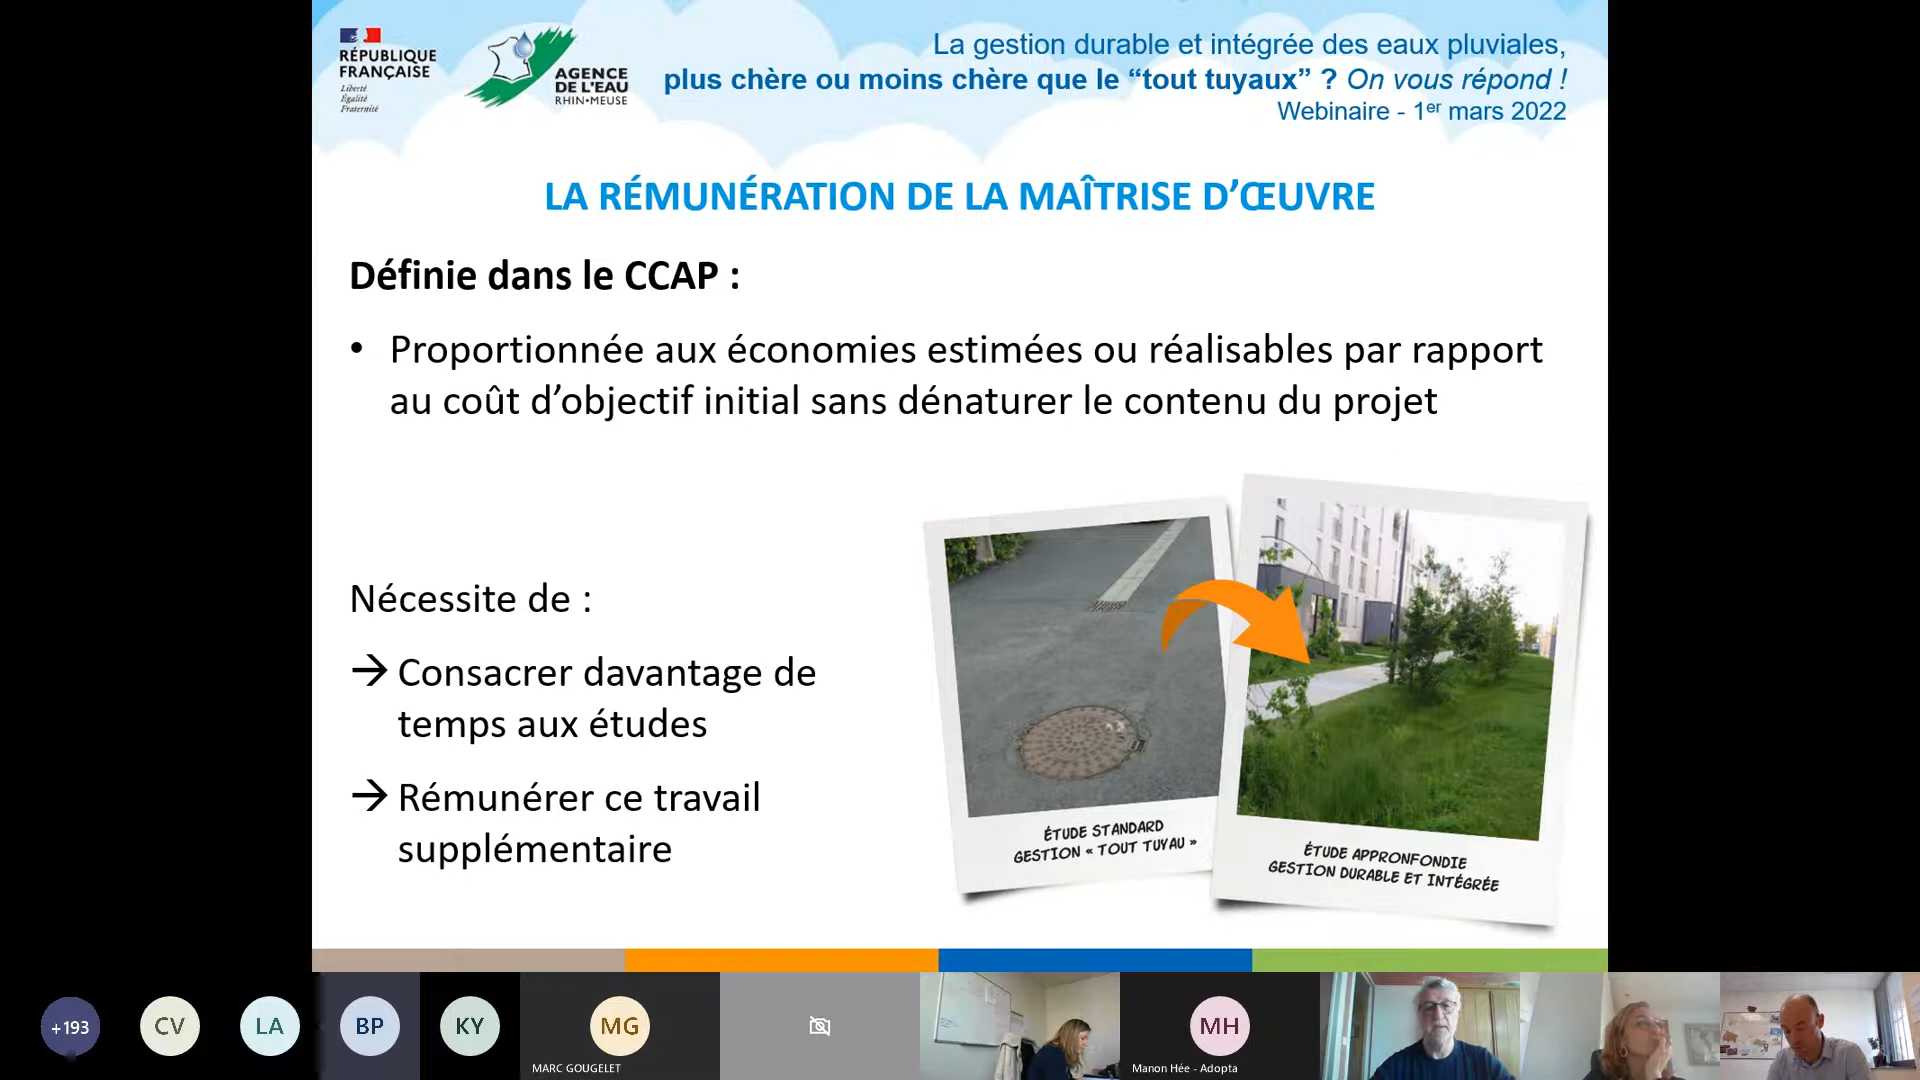 RÉPUBLIQUE
FRANÇAISE
Liberté
Égalité
Fraternité
AGENCE
DE L'EAU
RHIN•MEUSE
La gestion durable et intégrée des eaux pluviales,
plus chère ou moins chère que le “tout tuyaux” ? On vous répond !
Webinaire - 1er mars 2022
LA RÉMUNÉRATION DE LA MAÎTRISE D’ŒUVRE
Définie dans le CCAP :
• Proportionnée aux économies estimées ou réalisables par rapport
au coût d’objectif initial sans dénaturer le contenu du projet
Nécessite de :
→ Consacrer davantage de
temps aux études
→ Rémunérer ce travail
supplémentaire
ÉTUDE STANDARD
GESTION « TOUT TUYAU »
ÉTUDE APPRONFONDIE
GESTION DURABLE ET INTÉGRÉE
+193
CV
LA
BP
KY
MG
MARC GOUGELET
MH
Manon Hée - Adopta